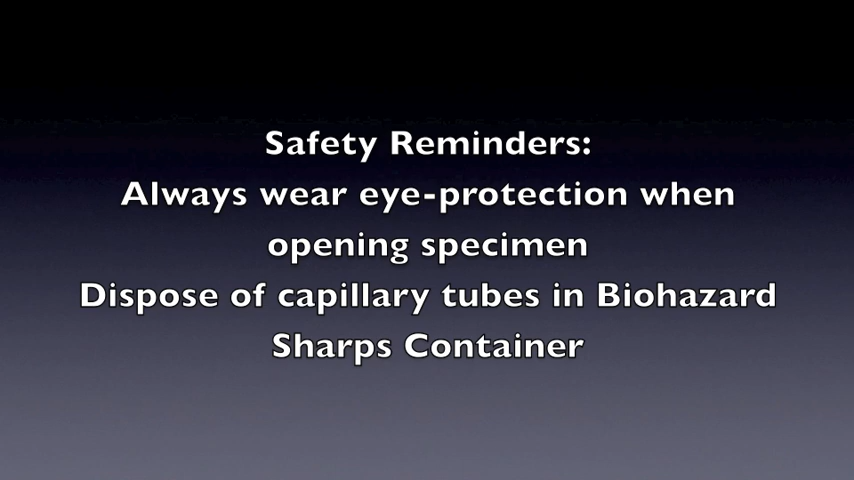 Safety Reminders:
Always wear eye-protection when
opening specimen
Dispose of capillary tubes in Biohazard
Sharps Container